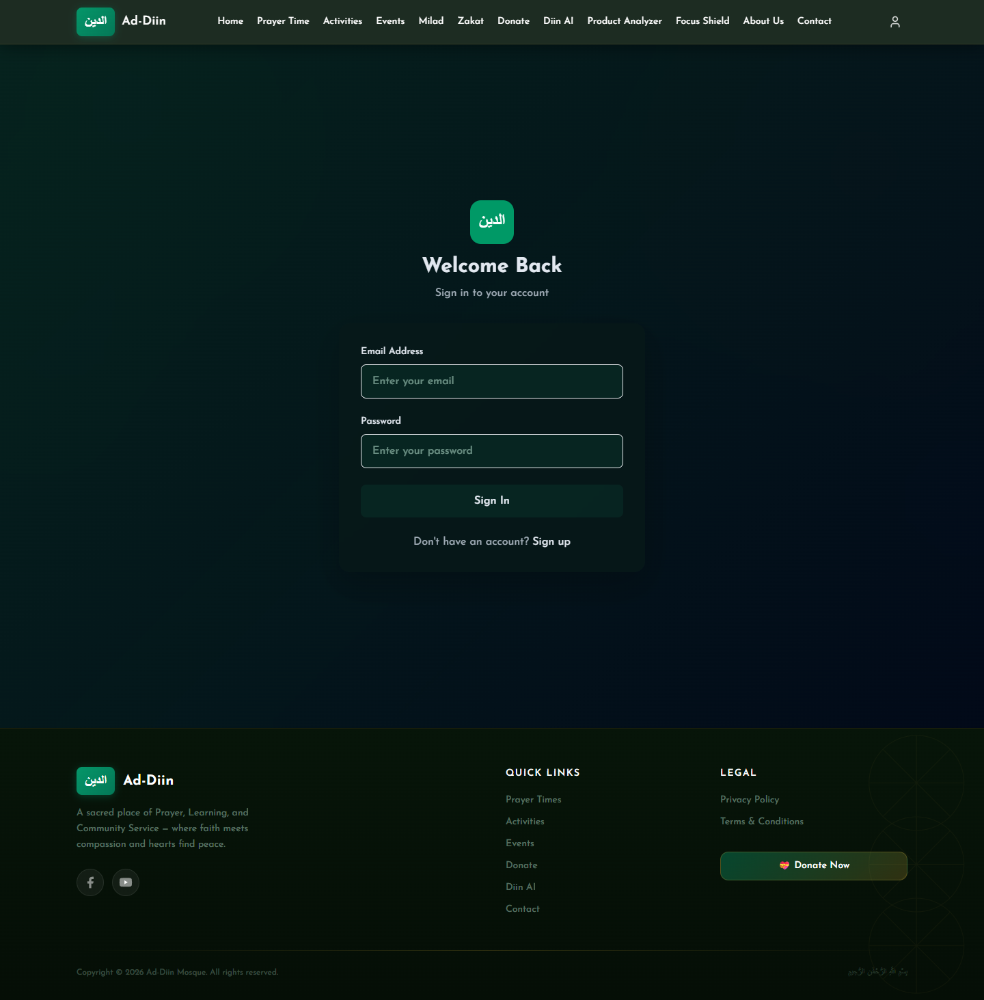 الدين Ad-Diin Home Prayer Time Activities Events Milad Zakat Donate Diin AI Product Analyzer Focus Shield About Us Contact
الدين
Welcome Back
Sign in to your account
Email Address
Enter your email
Password
Enter your password
Sign In
Don't have an account? Sign up
الدين Ad-Diin
A sacred place of Prayer, Learning, and
Community Service — where faith meets
compassion and hearts find peace.
QUICK LINKS
Prayer Times
Activities
Events
Donate
Diin AI
Contact
LEGAL
Privacy Policy
Terms & Conditions
💝 Donate Now
Copyright © 2026 Ad-Diin Mosque. All rights reserved.
بِسْمِ اللَّهِ الرَّحْمَٰنِ الرَّحِيمِ